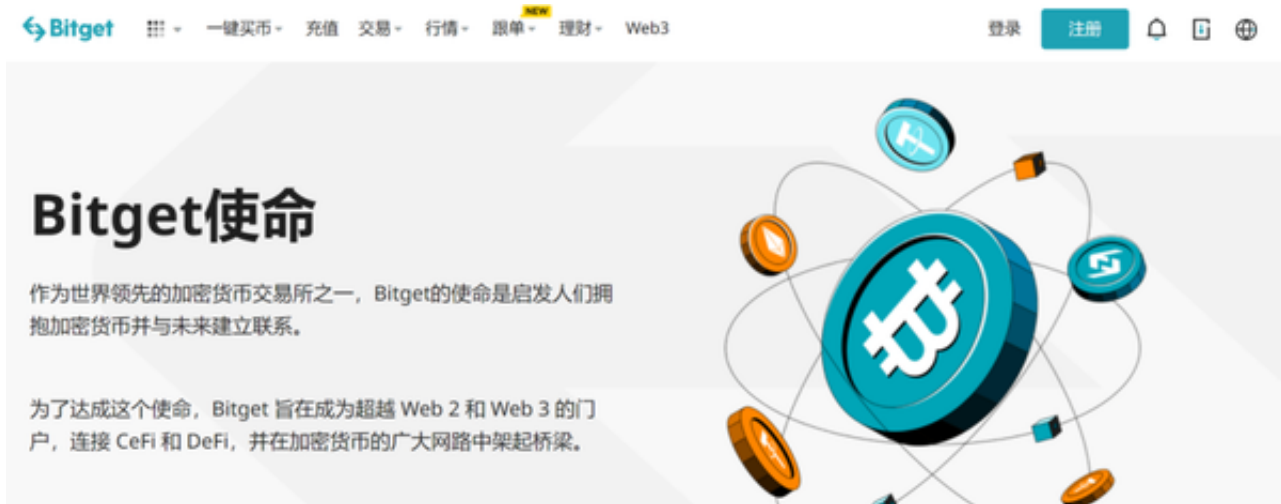 Bitget 一键买币 充值 交易 行情 跟单 NEW 理财 Web3 登录 注册
Bitget使命
作为世界领先的加密货币交易所之一，Bitget的使命是启发人们拥
抱加密货币并与未来建立联系。
为了达成这个使命，Bitget 旨在成为超越 Web 2 和 Web 3 的门
户，连接 CeFi 和 DeFi，并在加密货币的广大网路中架起桥梁。